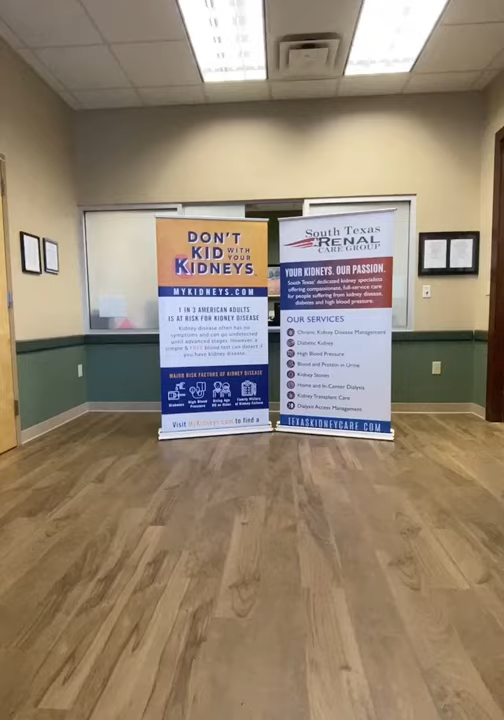 DON'T
KID WITH YOUR
KIDNEYS
MYKIDNEYS.COM
1 IN 3 AMERICAN ADULTS
IS AT RISK FOR KIDNEY DISEASE
Kidney disease often has no
symptoms and can go undetected
until advanced stages. However a
simple & FREE blood test can detect if
you have kidney disease.
MAJOR RISK FACTORS OF KIDNEY DISEASE
Diabetes
High Blood
Pressure
Being Age
60 or Older
Family History
of Kidney Failure
Visit MyKidneys.com to find a
South Texas
RENAL
CARE GROUP
YOUR KIDNEYS. OUR PASSION.
South Texas' dedicated kidney specialists
offering compassionate, full-service care
for people suffering from kidney disease,
diabetes and high blood pressure.
OUR SERVICES
Chronic Kidney Disease Management
Diabetic Kidney
High Blood Pressure
Blood and Protein in Urine
Kidney Stones
Home and In-Center Dialysis
Kidney Transplant Care
Dialysis Access Management
TEXASKIDNEYCARE.COM